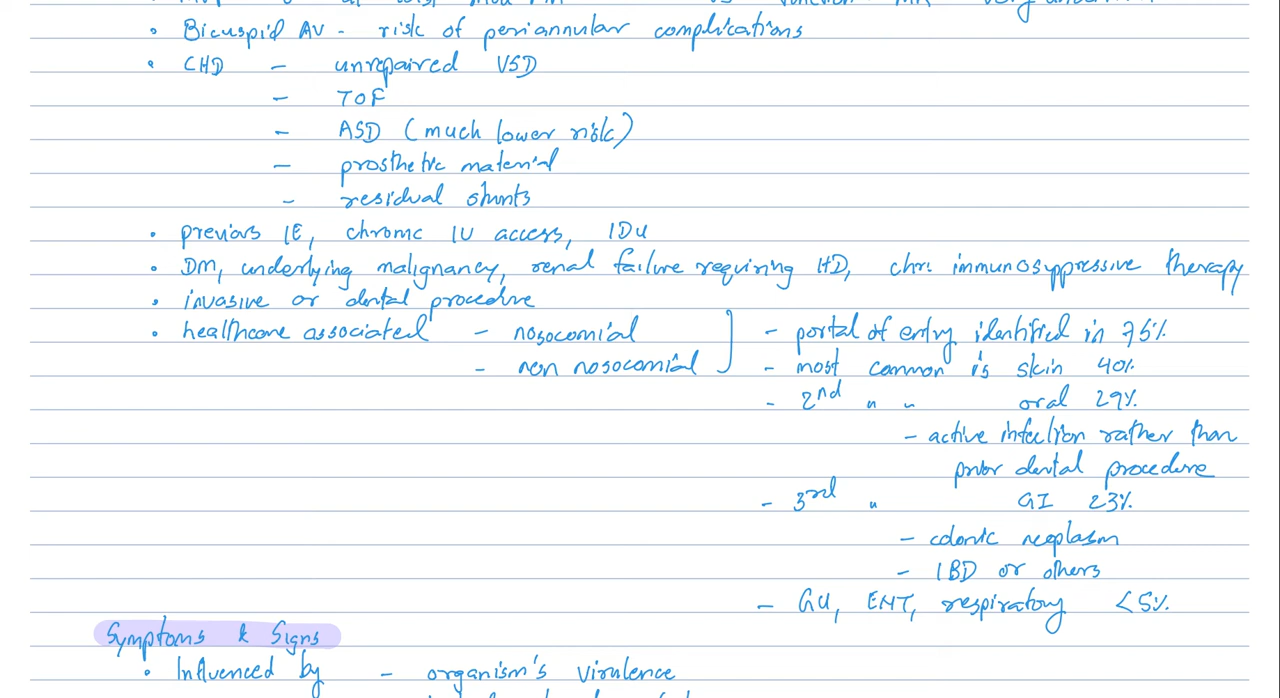 • Bicuspid AV - risk of periannular complications
• CHD - unrepaired VSD
- TOF
- ASD (much lower risk)
- prosthetic material
- residual shunts
• previous IE, chronic IV access, IDU
• DM, underlying malignancy, renal failure requiring HD, chr. immunosuppressive therapy
• invasive or dental procedure
• healthcare associated - nosocomial - portal of entry identified in 75%
- non nosocomial - most common is skin 40%
- 2nd " " oral 29%
- active infection rather than
prior dental procedure
- 3rd " GI 23%
- colonic neoplasm
- IBD or others
- GU, ENT, respiratory <5%
Symptoms & Signs
• Influenced by - organism's virulence